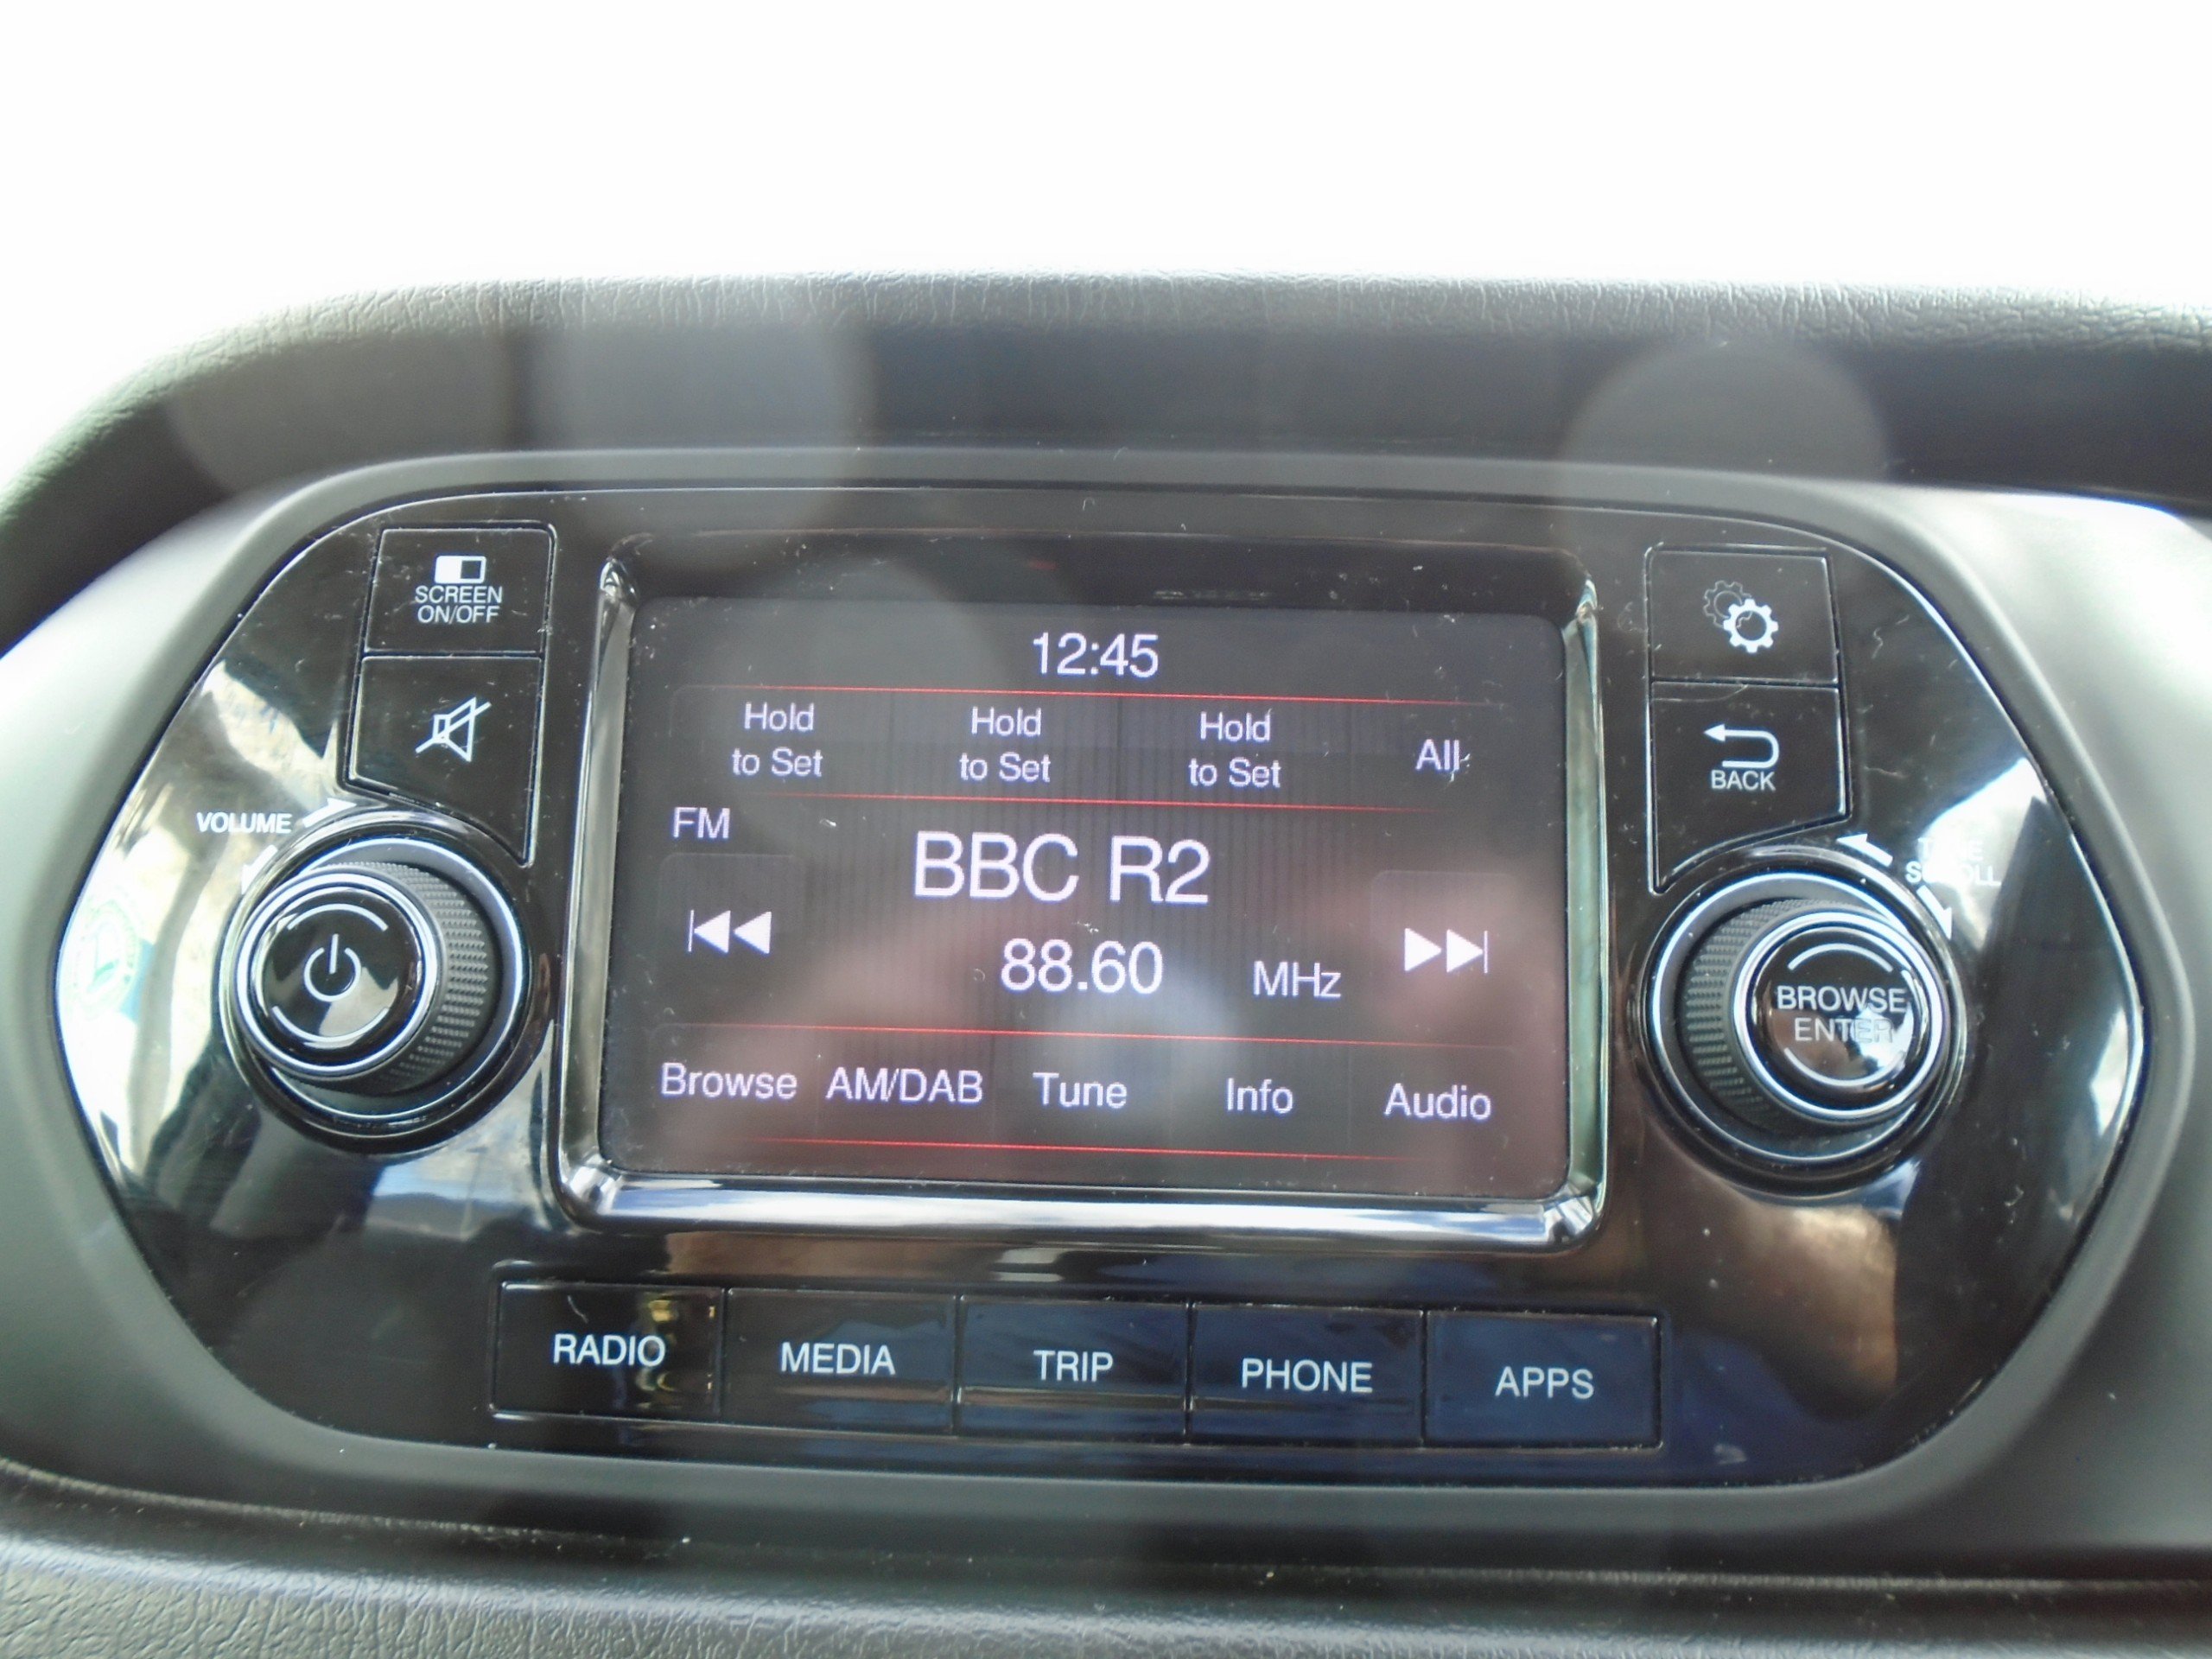 SCREEN
ON/OFF
12:45
Hold
to Set
Hold
to Set
Hold
to Set
All
BACK
VOLUME
FM
BBC R2
88.60 MHz
BROWSE
ENTER
Browse AM/DAB Tune Info Audio
RADIO MEDIA TRIP PHONE APPS